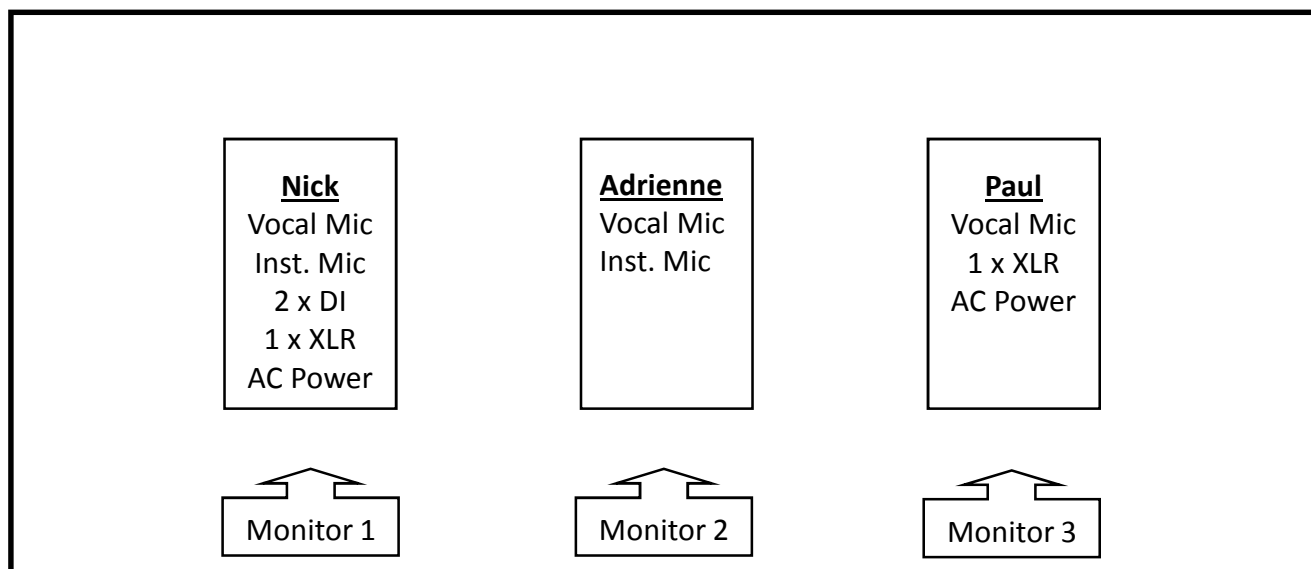 Nick
Vocal Mic
Inst. Mic
2 x DI
1 x XLR
AC Power
Adrienne
Vocal Mic
Inst. Mic
Paul
Vocal Mic
1 x XLR
AC Power
Monitor 1
Monitor 2
Monitor 3